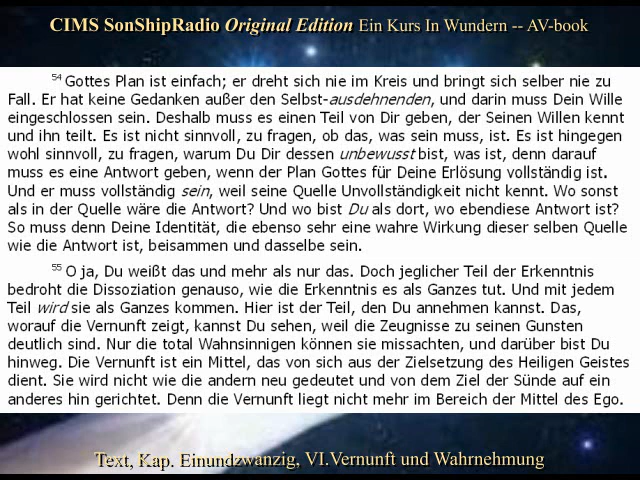 CIMS SonShipRadio Original Edition Ein Kurs In Wundern -- AV-book
54 Gottes Plan ist einfach; er dreht sich nie im Kreis und bringt sich selber nie zu
Fall. Er hat keine Gedanken außer den Selbst-ausdehnenden, und darin muss Dein Wille
eingeschlossen sein. Deshalb muss es einen Teil von Dir geben, der Seinen Willen kennt
und ihn teilt. Es ist nicht sinnvoll, zu fragen, ob das, was sein muss, ist. Es ist hingegen
wohl sinnvoll, zu fragen, warum Du Dir dessen unbewusst bist, was ist, denn darauf
muss es eine Antwort geben, wenn der Plan Gottes für Deine Erlösung vollständig ist.
Und er muss vollständig sein, weil seine Quelle Unvollständigkeit nicht kennt. Wo sonst
als in der Quelle wäre die Antwort? Und wo bist Du als dort, wo ebendiese Antwort ist?
So muss denn Deine Identität, die ebenso sehr eine wahre Wirkung dieser selben Quelle
wie die Antwort ist, beisammen und dasselbe sein.
55 O ja, Du weißt das und mehr als nur das. Doch jeglicher Teil der Erkenntnis
bedroht die Dissoziation genauso, wie die Erkenntnis es als Ganzes tut. Und mit jedem
Teil wird sie als Ganzes kommen. Hier ist der Teil, den Du annehmen kannst. Das,
worauf die Vernunft zeigt, kannst Du sehen, weil die Zeugnisse zu seinen Gunsten
deutlich sind. Nur die total Wahnsinnigen können sie missachten, und darüber bist Du
hinweg. Die Vernunft ist ein Mittel, das von sich aus der Zielsetzung des Heiligen Geistes
dient. Sie wird nicht wie die andern neu gedeutet und von dem Ziel der Sünde auf ein
anderes hin gerichtet. Denn die Vernunft liegt nicht mehr im Bereich der Mittel des Ego.
Text, Kap. Einundzwanzig, VI.Vernunft und Wahrnehmung